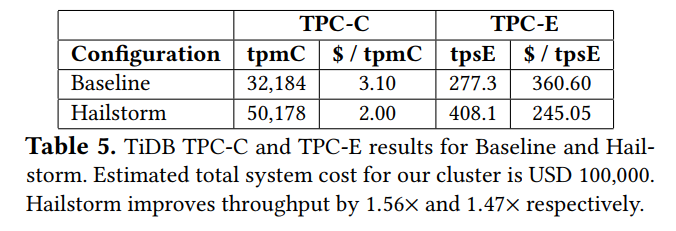 TPC-C TPC-E
Configuration tpmC $ / tpmC tpsE $ / tpsE
Baseline 32,184 3.10 277.3 360.60
Hailstorm 50,178 2.00 408.1 245.05
Table 5. TiDB TPC-C and TPC-E results for Baseline and Hail-
storm. Estimated total system cost for our cluster is USD 100,000.
Hailstorm improves throughput by 1.56× and 1.47× respectively.